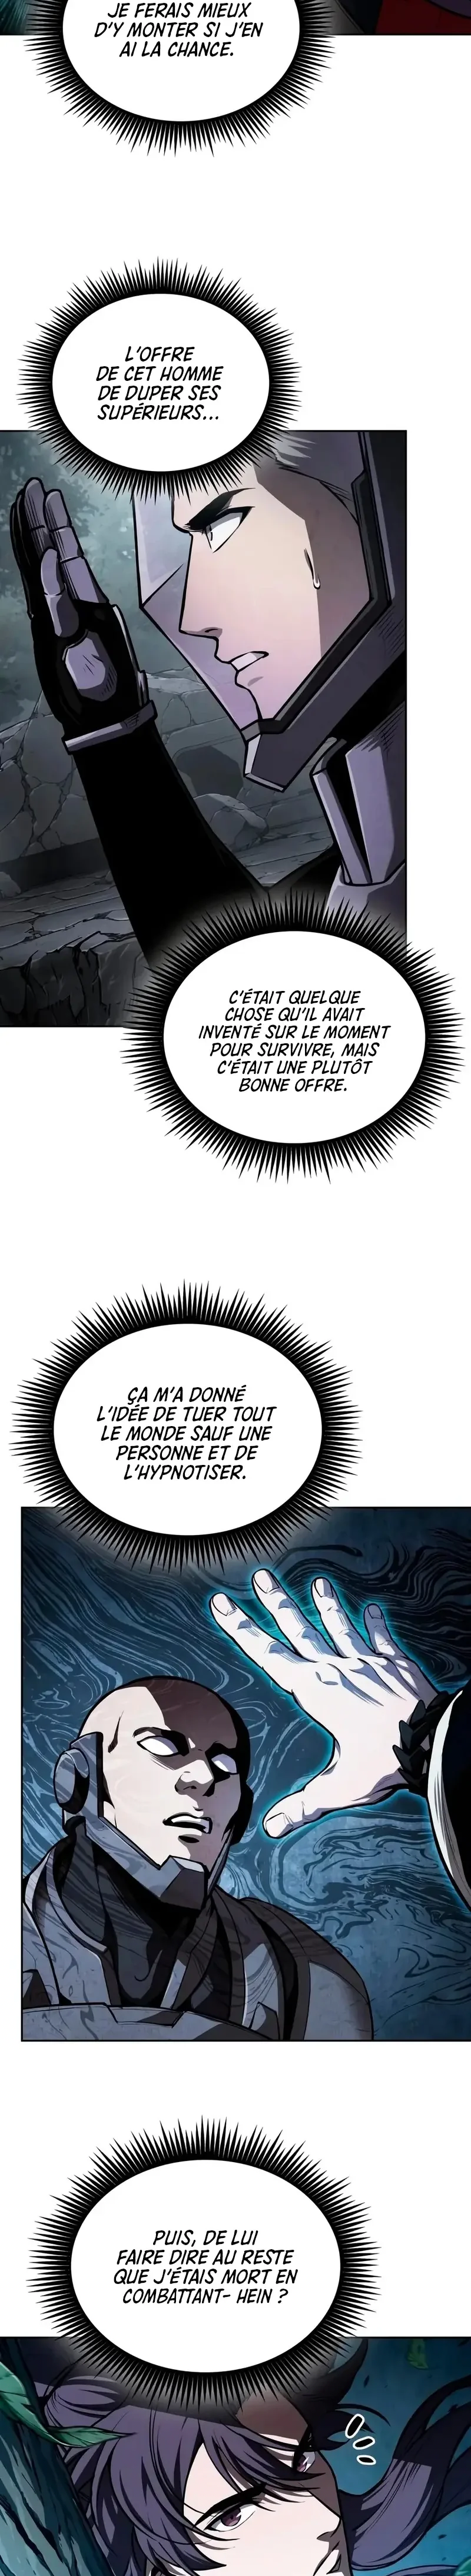 JE FERAIS MIEUX
D'Y MONTER SI J'EN
AI LA CHANCE.
L'OFFRE
DE CET HOMME
DE DUPER SES
SUPÉRIEURS...
C'ÉTAIT QUELQUE
CHOSE QU'IL AVAIT
INVENTÉ SUR LE MOMENT
POUR SURVIVRE, MAIS
C'ÉTAIT UNE PLUTÔT
BONNE OFFRE.
ÇA M'A DONNÉ
L'IDÉE DE TUER TOUT
LE MONDE SAUF UNE
PERSONNE ET DE
L'HYPNOTISER.
PUIS, DE LUI
FAIRE DIRE AU RESTE
QUE J'ÉTAIS MORT EN
COMBATTANT- HEIN ?